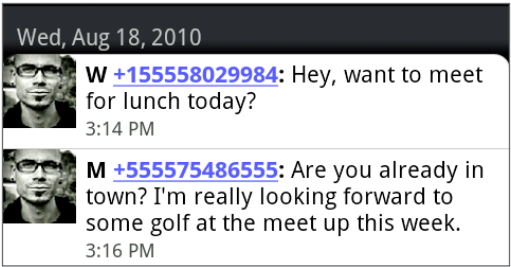 Wed, Aug 18, 2010
W +155558029984: Hey, want to meet
for lunch today?
3:14 PM
M +555575486555: Are you already in
town? I'm really looking forward to
some golf at the meet up this week.
3:16 PM